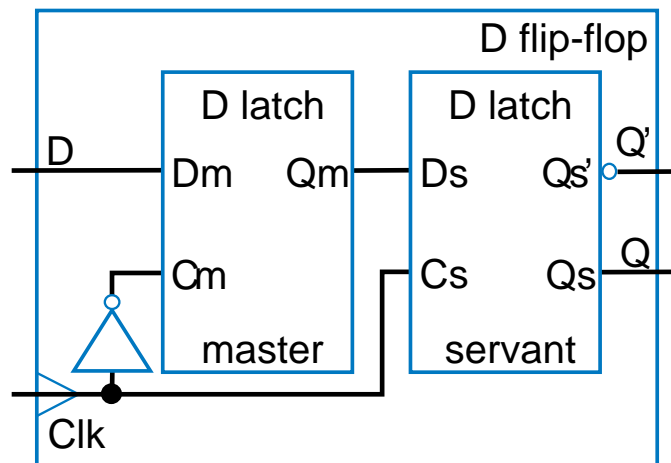 D flip-flop
D latch
D latch
D
Dm
Qm
Ds
Qs’
Q’
Cm
Cs
Qs
Q
master
servant
Clk